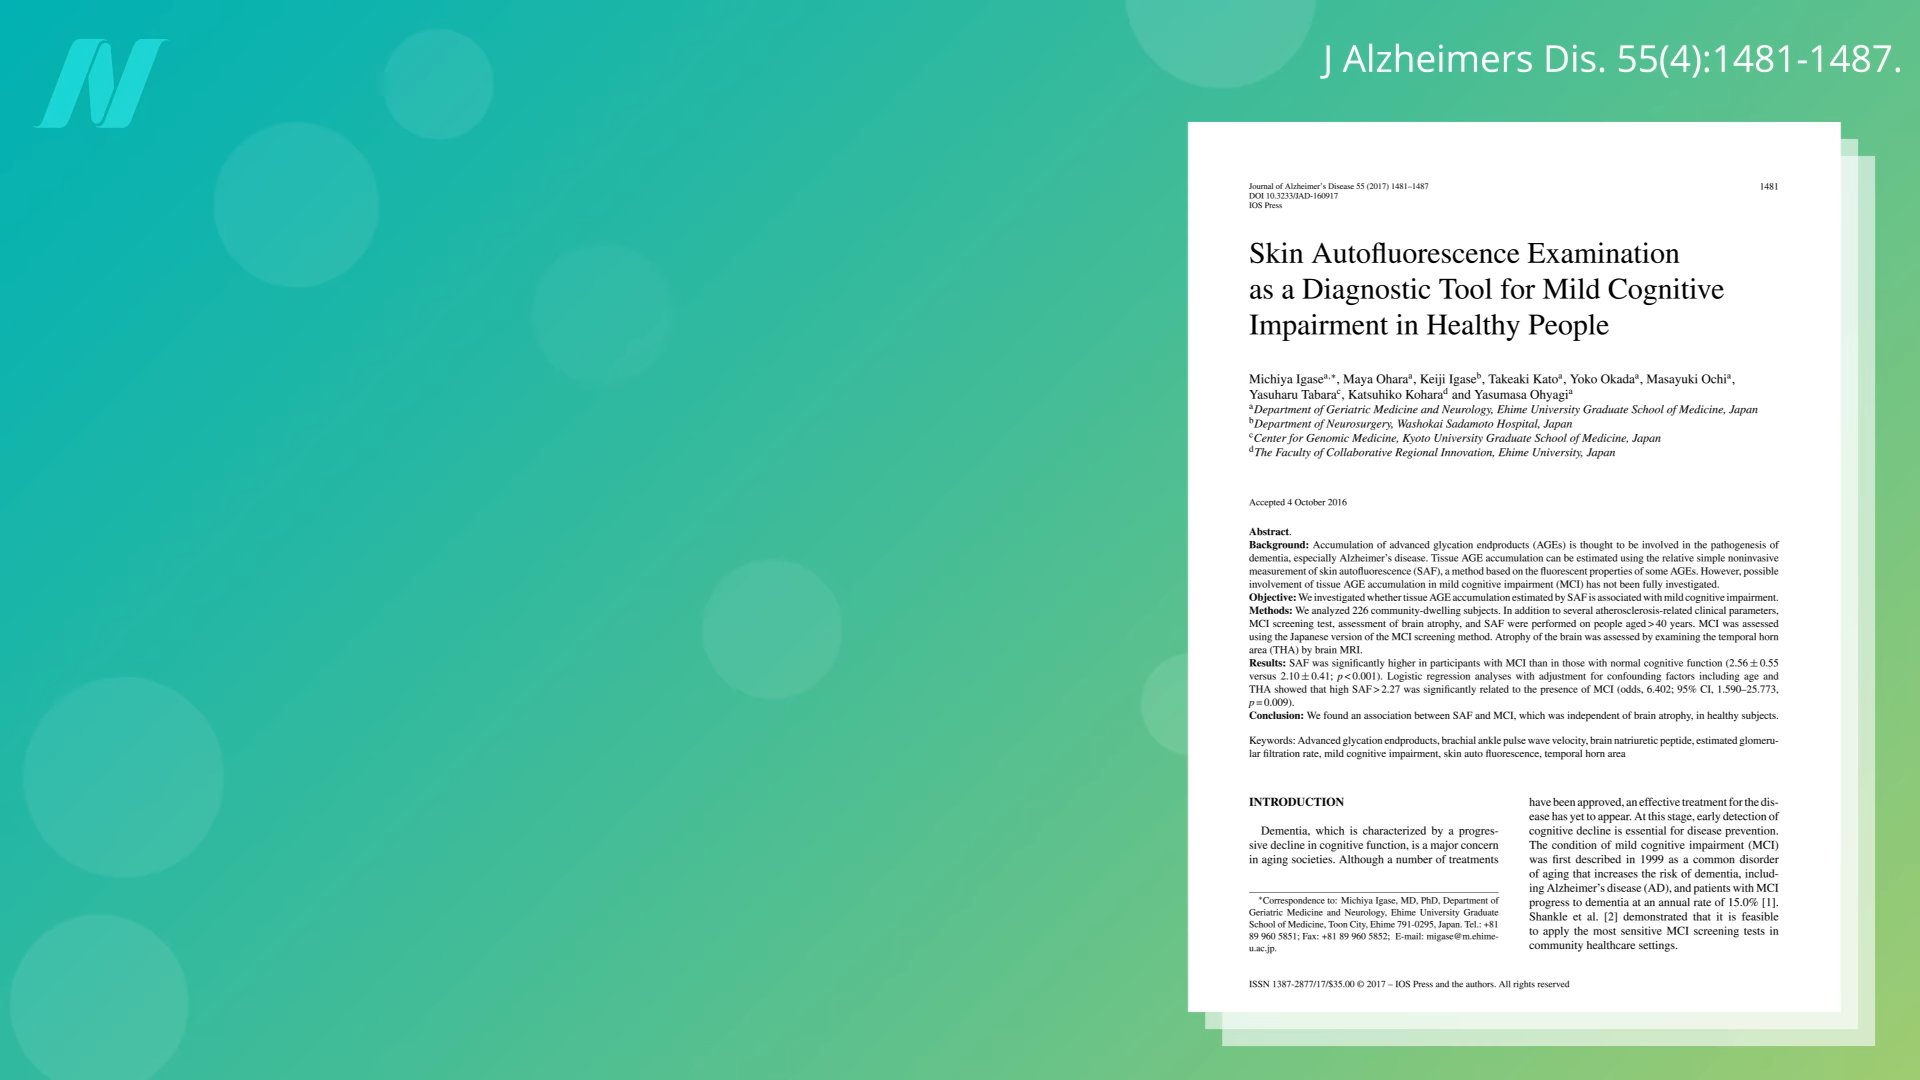 J Alzheimers Dis. 55(4):1481-1487.
Journal of Alzheimer's Disease 55 (2017) 1481–1487
1481
DOI 10.3233/JAD-160917
IOS Press
Skin Autofluorescence Examination
as a Diagnostic Tool for Mild Cognitive
Impairment in Healthy People
Michiya Igaseᵃ,*, Maya Oharaᵃ, Keiji Igaseᵇ, Takeaki Katoᵃ, Yoko Okadaᵃ, Masayuki Ochiᵃ,
Yasuharu Tabaraᶜ, Katsuhiko Koharaᵈ and Yasumasa Ohyagiᵃ
ᵃDepartment of Geriatric Medicine and Neurology, Ehime University Graduate School of Medicine, Japan
ᵇDepartment of Neurosurgery, Washokai Sadamoto Hospital, Japan
ᶜCenter for Genomic Medicine, Kyoto University Graduate School of Medicine, Japan
ᵈThe Faculty of Collaborative Regional Innovation, Ehime University, Japan
Accepted 4 October 2016
Abstract.
Background: Accumulation of advanced glycation endproducts (AGEs) is thought to be involved in the pathogenesis of
dementia, especially Alzheimer's disease. Tissue AGE accumulation can be estimated using the relative simple noninvasive
measurement of skin autofluorescence (SAF), a method based on the fluorescent properties of some AGEs. However, possible
involvement of tissue AGE accumulation in mild cognitive impairment (MCI) has not been fully investigated.
Objective: We investigated whether tissue AGE accumulation estimated by SAF is associated with mild cognitive impairment.
Methods: We analyzed 226 community-dwelling subjects. In addition to several atherosclerosis-related clinical parameters,
MCI screening test, assessment of brain atrophy, and SAF were performed on people aged > 40 years. MCI was assessed
using the Japanese version of the MCI screening method. Atrophy of the brain was assessed by examining the temporal horn
area (THA) by brain MRI.
Results: SAF was significantly higher in participants with MCI than in those with normal cognitive function (2.56 ± 0.55
versus 2.10 ± 0.41; p < 0.001). Logistic regression analyses with adjustment for confounding factors including age and
THA showed that high SAF > 2.27 was significantly related to the presence of MCI (odds, 6.402; 95% CI, 1.590–25.773,
p = 0.009).
Conclusion: We found an association between SAF and MCI, which was independent of brain atrophy, in healthy subjects.
Keywords: Advanced glycation endproducts, brachial ankle pulse wave velocity, brain natriuretic peptide, estimated glomeru-
lar filtration rate, mild cognitive impairment, skin auto fluorescence, temporal horn area
INTRODUCTION
Dementia, which is characterized by a progres-
sive decline in cognitive function, is a major concern
in aging societies. Although a number of treatments
*Correspondence to: Michiya Igase, MD, PhD, Department of
Geriatric Medicine and Neurology, Ehime University Graduate
School of Medicine, Toon City, Ehime 791-0295, Japan. Tel.: +81
89 960 5851; Fax: +81 89 960 5852; E-mail: migase@m.ehime-
u.ac.jp.
have been approved, an effective treatment for the dis-
ease has yet to appear. At this stage, early detection of
cognitive decline is essential for disease prevention.
The condition of mild cognitive impairment (MCI)
was first described in 1999 as a common disorder
of aging that increases the risk of dementia, includ-
ing Alzheimer's disease (AD), and patients with MCI
progress to dementia at an annual rate of 15.0% [1].
Shankle et al. [2] demonstrated that it is feasible
to apply the most sensitive MCI screening tests in
community healthcare settings.
ISSN 1387-2877/17/$35.00 © 2017 – IOS Press and the authors. All rights reserved